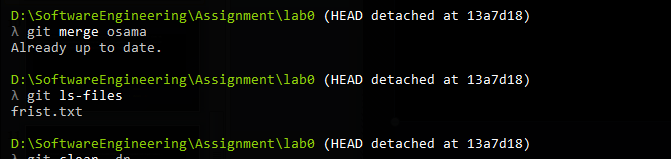 D:\SoftwareEngineering\Assignment\lab0 (HEAD detached at 13a7d18)
λ git merge osama
Already up to date.
D:\SoftwareEngineering\Assignment\lab0 (HEAD detached at 13a7d18)
λ git ls-files
frist.txt
D:\SoftwareEngineering\Assignment\lab0 (HEAD detached at 13a7d18)
λ git clean -dn